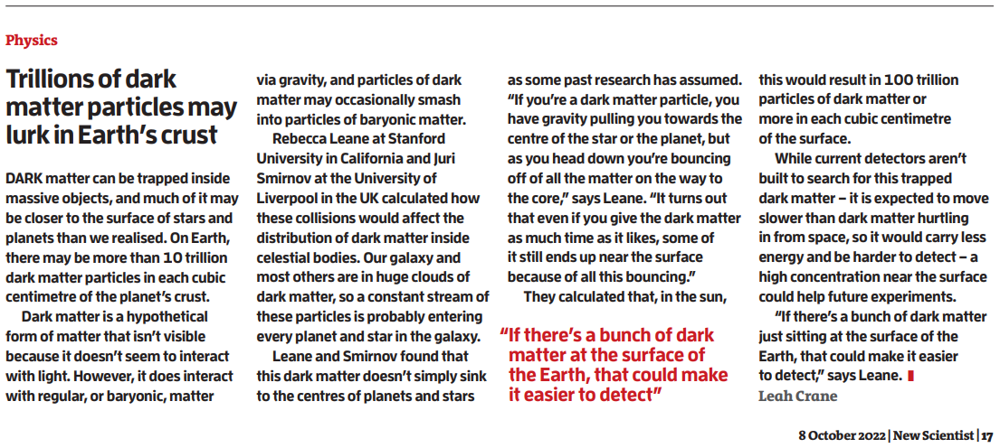 Physics
Trillions of dark
matter particles may
lurk in Earth's crust
DARK matter can be trapped inside
massive objects, and much of it may
be closer to the surface of stars and
planets than we realised. On Earth,
there may be more than 10 trillion
dark matter particles in each cubic
centimetre of the planet's crust.
Dark matter is a hypothetical
form of matter that isn't visible
because it doesn't seem to interact
with light. However, it does interact
with regular, or baryonic, matter
via gravity, and particles of dark
matter may occasionally smash
into particles of baryonic matter.
Rebecca Leane at Stanford
University in California and Juri
Smirnov at the University of
Liverpool in the UK calculated how
these collisions would affect the
distribution of dark matter inside
celestial bodies. Our galaxy and
most others are in huge clouds of
dark matter, so a constant stream of
these particles is probably entering
every planet and star in the galaxy.
Leane and Smirnov found that
this dark matter doesn't simply sink
to the centres of planets and stars
as some past research has assumed.
"If you're a dark matter particle, you
have gravity pulling you towards the
centre of the star or the planet, but
as you head down you're bouncing
off of all the matter on the way to
the core," says Leane. "It turns out
that even if you give the dark matter
as much time as it likes, some of
it still ends up near the surface
because of all this bouncing."
They calculated that, in the sun,
"If there's a bunch of dark
matter at the surface of
the Earth, that could make
it easier to detect"
this would result in 100 trillion
particles of dark matter or
more in each cubic centimetre
of the surface.
While current detectors aren't
built to search for this trapped
dark matter – it is expected to move
slower than dark matter hurtling
in from space, so it would carry less
energy and be harder to detect – a
high concentration near the surface
could help future experiments.
"If there's a bunch of dark matter
just sitting at the surface of the
Earth, that could make it easier
to detect," says Leane.
Leah Crane
8 October 2022 | New Scientist | 17